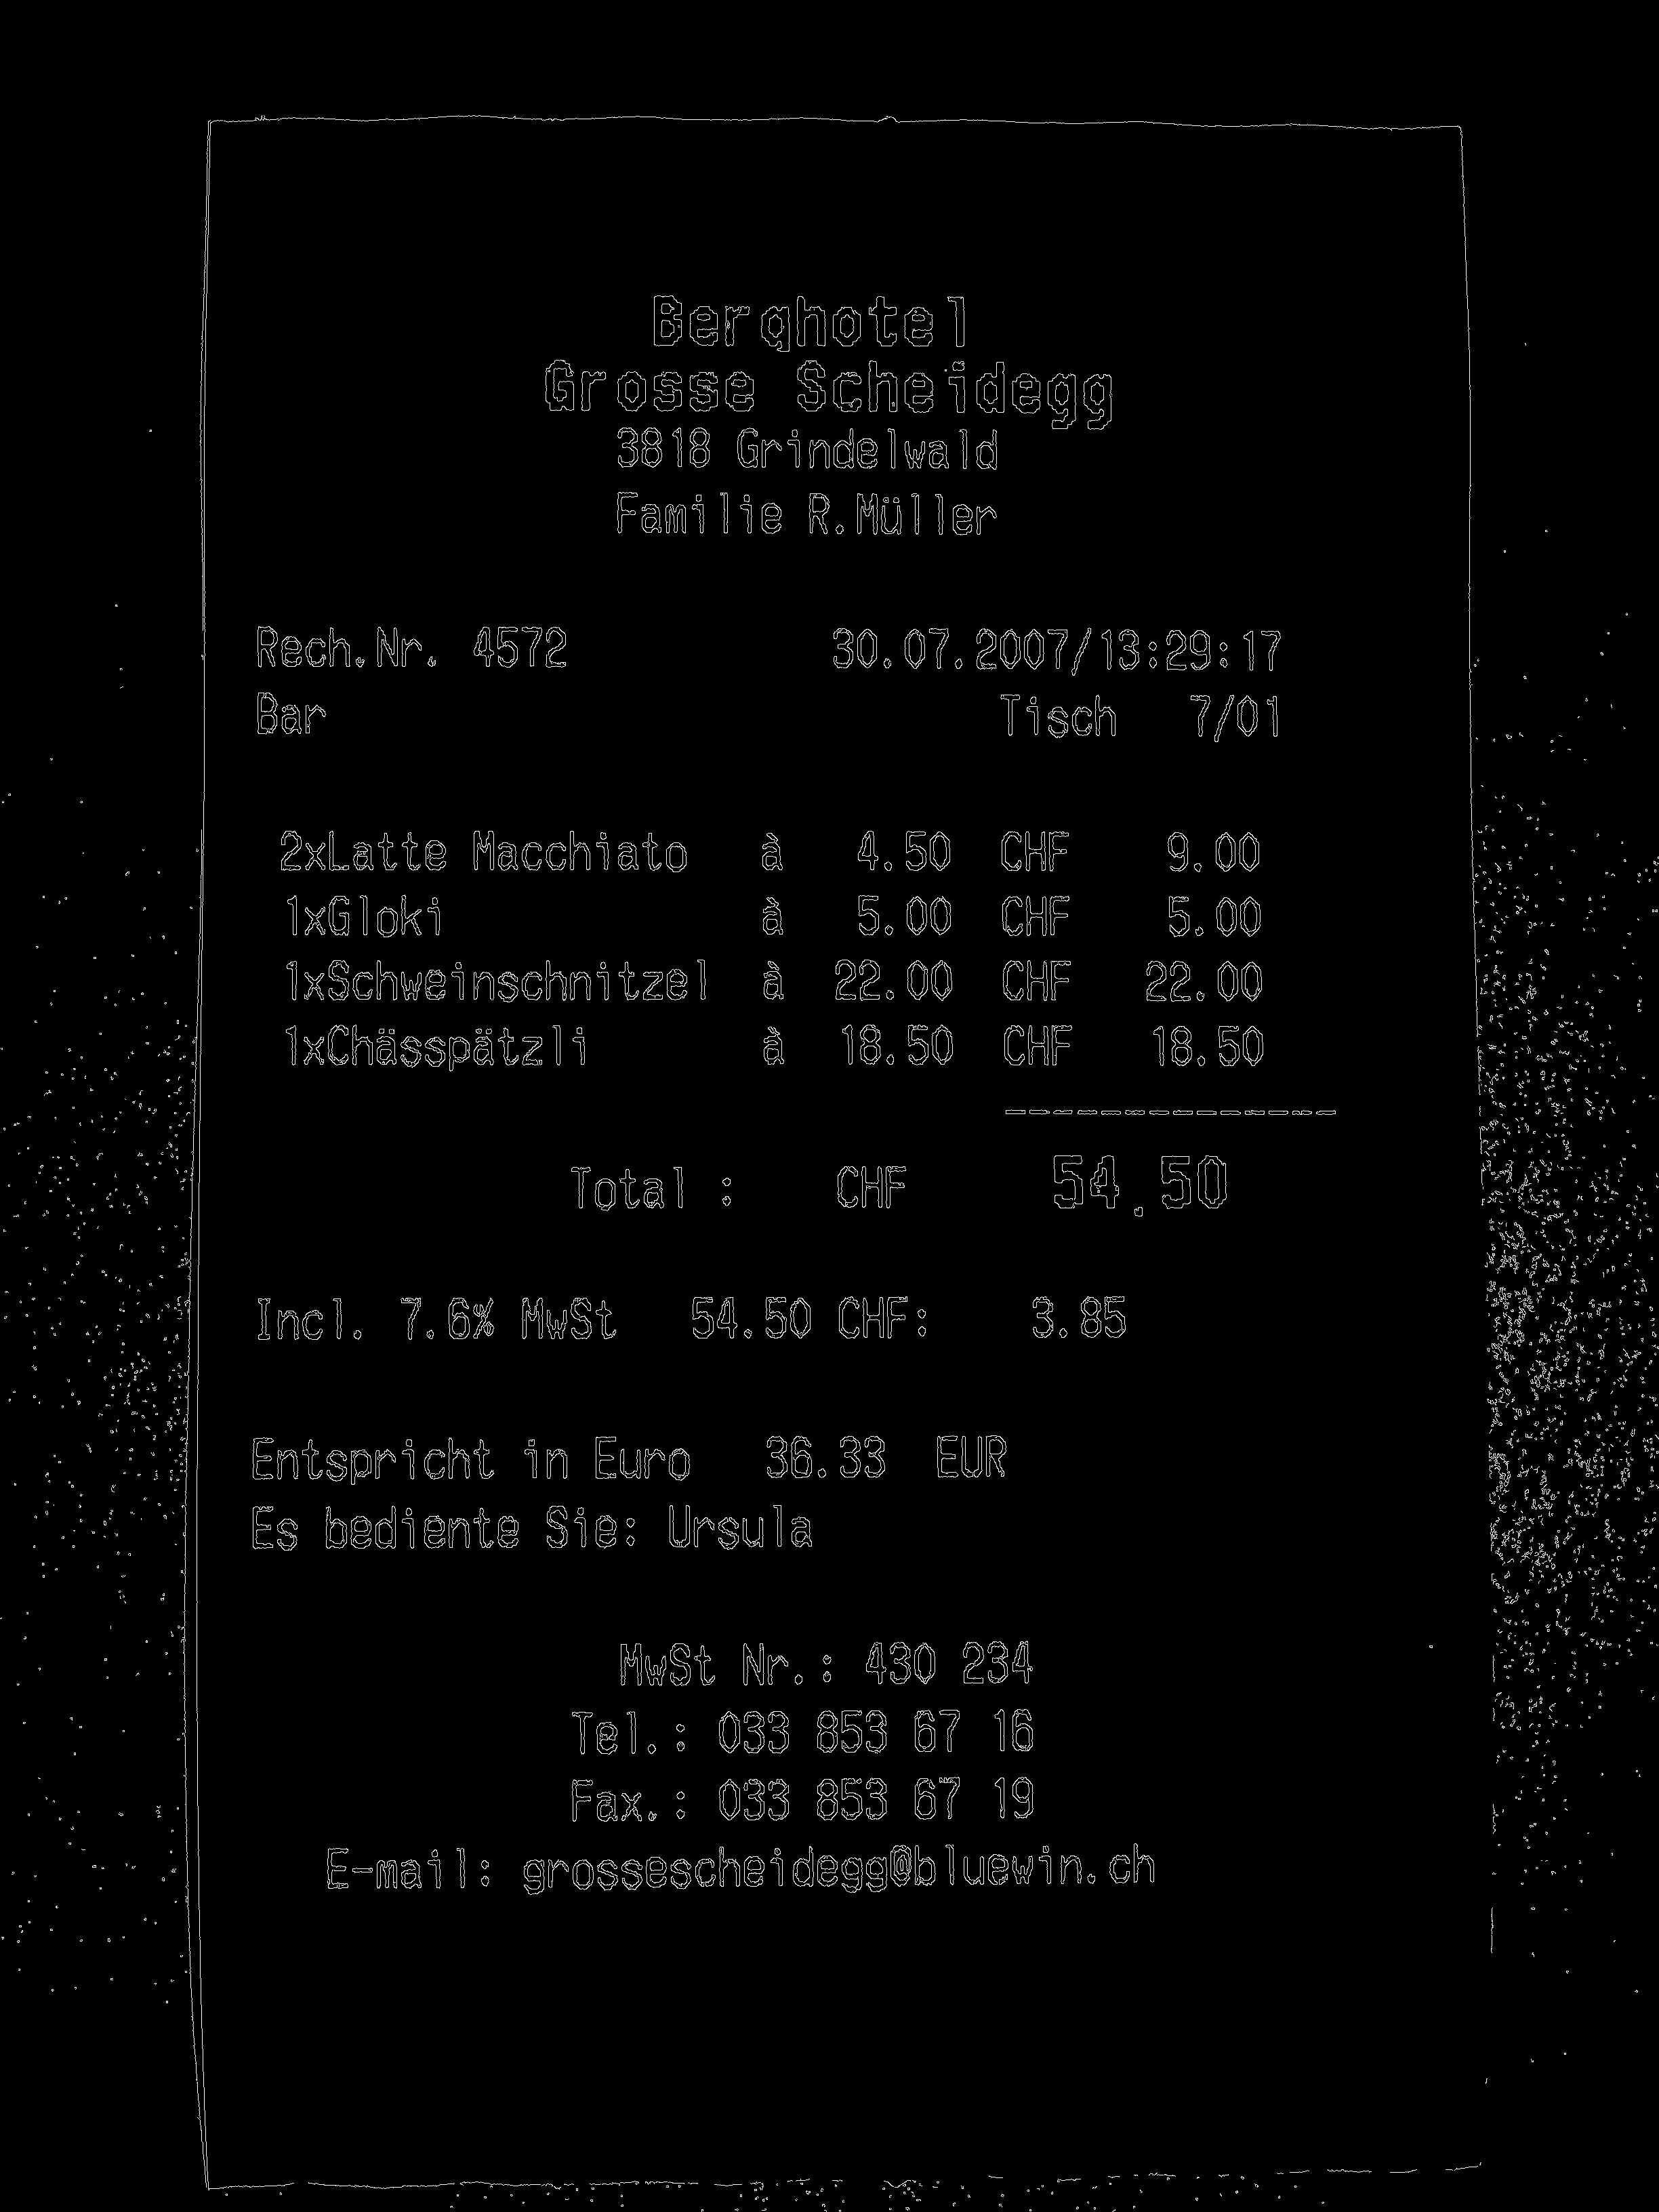 Berghotel
Grosse Scheidegg
3818 Grindelwald
Familie R.Müller
Rech.Nr. 4572 30.07.2007/13:29:17
Bar Tisch 7/01
2xLatte Macchiato à 4.50 CHF 9.00
1xGloki à 5.00 CHF 5.00
1xSchweinschnitzel à 22.00 CHF 22.00
1xChässpätzli à 18.50 CHF 18.50
--------------
Total : CHF 54.50
Incl. 7.6% MwSt 54.50 CHF: 3.85
Entspricht in Euro 36.33 EUR
Es bediente Sie: Ursula
MwSt Nr.: 430 234
Tel.: 033 853 67 16
Fax.: 033 853 67 19
E-mail: grossescheidegg@bluewin.ch